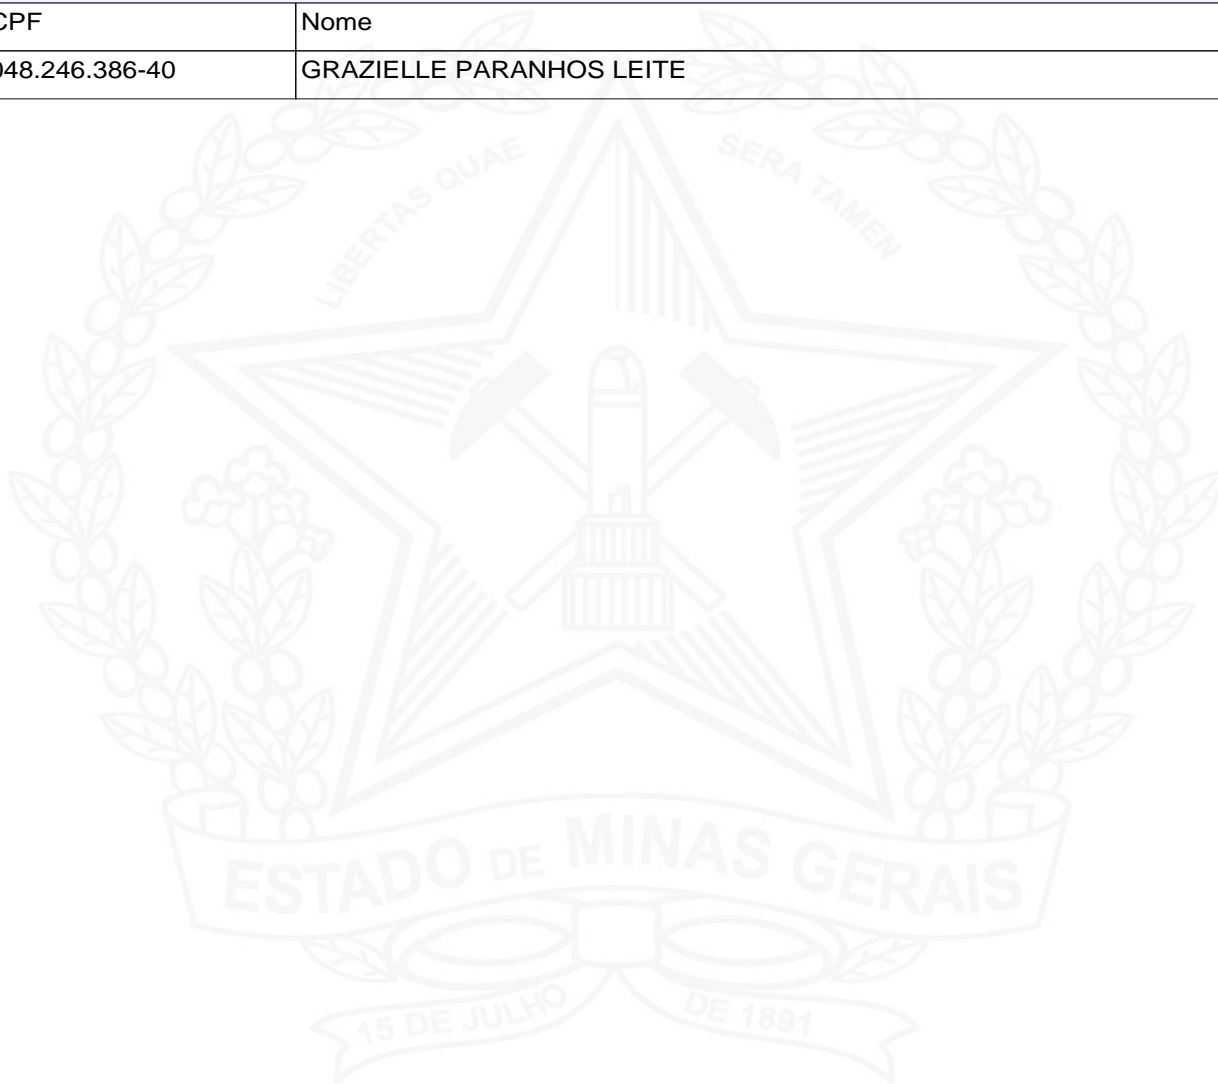 CPF Nome
048.246.386-40 GRAZIELLE PARANHOS LEITE
LIBERTAS QUAE SERA TAMEN
ESTADO DE MINAS GERAIS
15 DE JULHO DE 1891